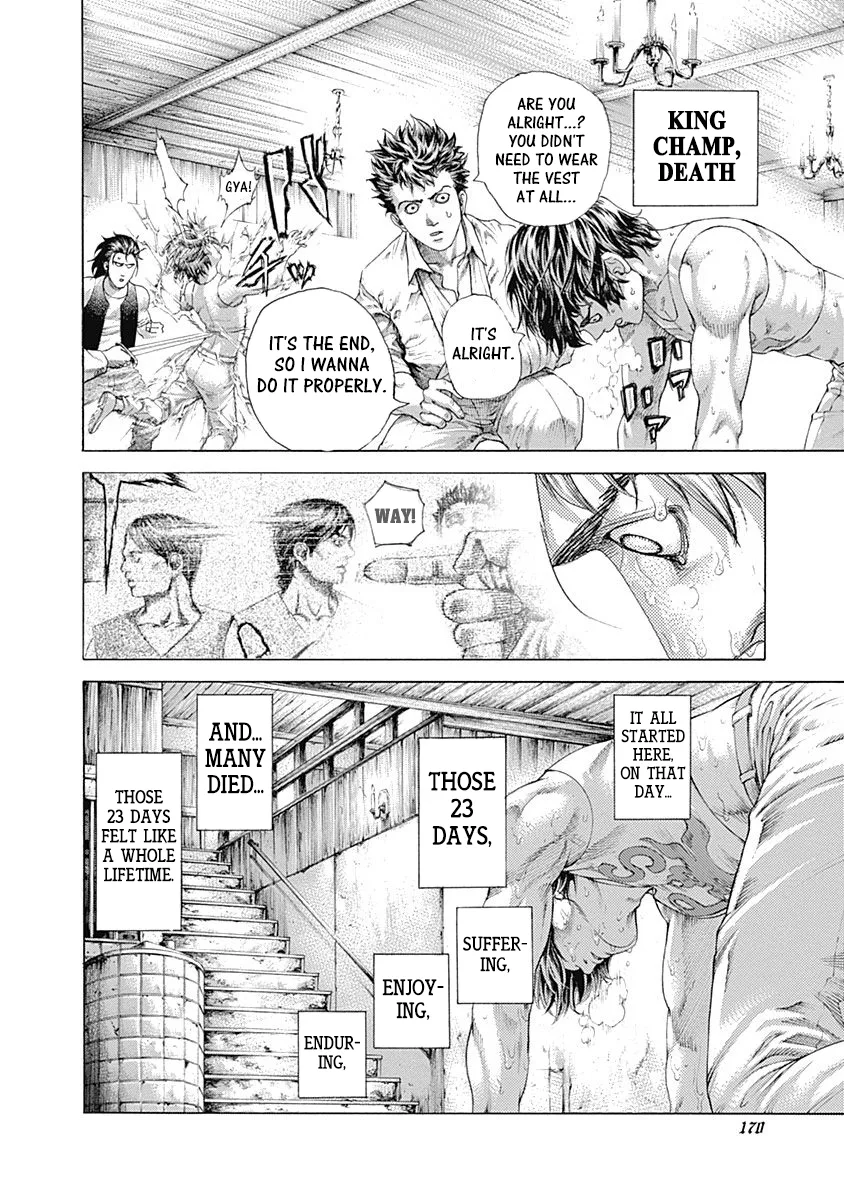 KING
CHAMP,
DEATH
ARE YOU
ALRIGHT...?
YOU DIDN'T
NEED TO WEAR
THE VEST
AT ALL...
IT'S
ALRIGHT.
IT'S THE END,
SO I WANNA
DO IT PROPERLY.
GYA!
WAY!
IT ALL
STARTED
HERE,
ON THAT
DAY...
THOSE
23
DAYS,
SUFFER-
ING,
ENJOY-
ING,
ENDUR-
ING,
AND...
MANY
DIED...
THOSE
23 DAYS
FELT LIKE
A WHOLE
LIFETIME.
170